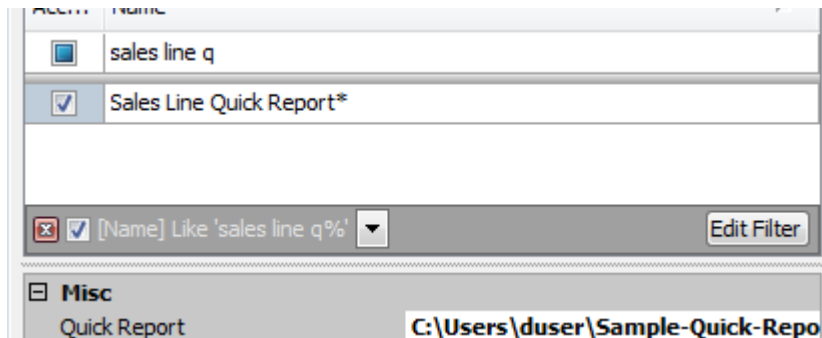 Name
sales line q
Sales Line Quick Report*
[Name] Like 'sales line q%' Edit Filter
Misc
Quick Report C:\Users\duser\Sample-Quick-Repo